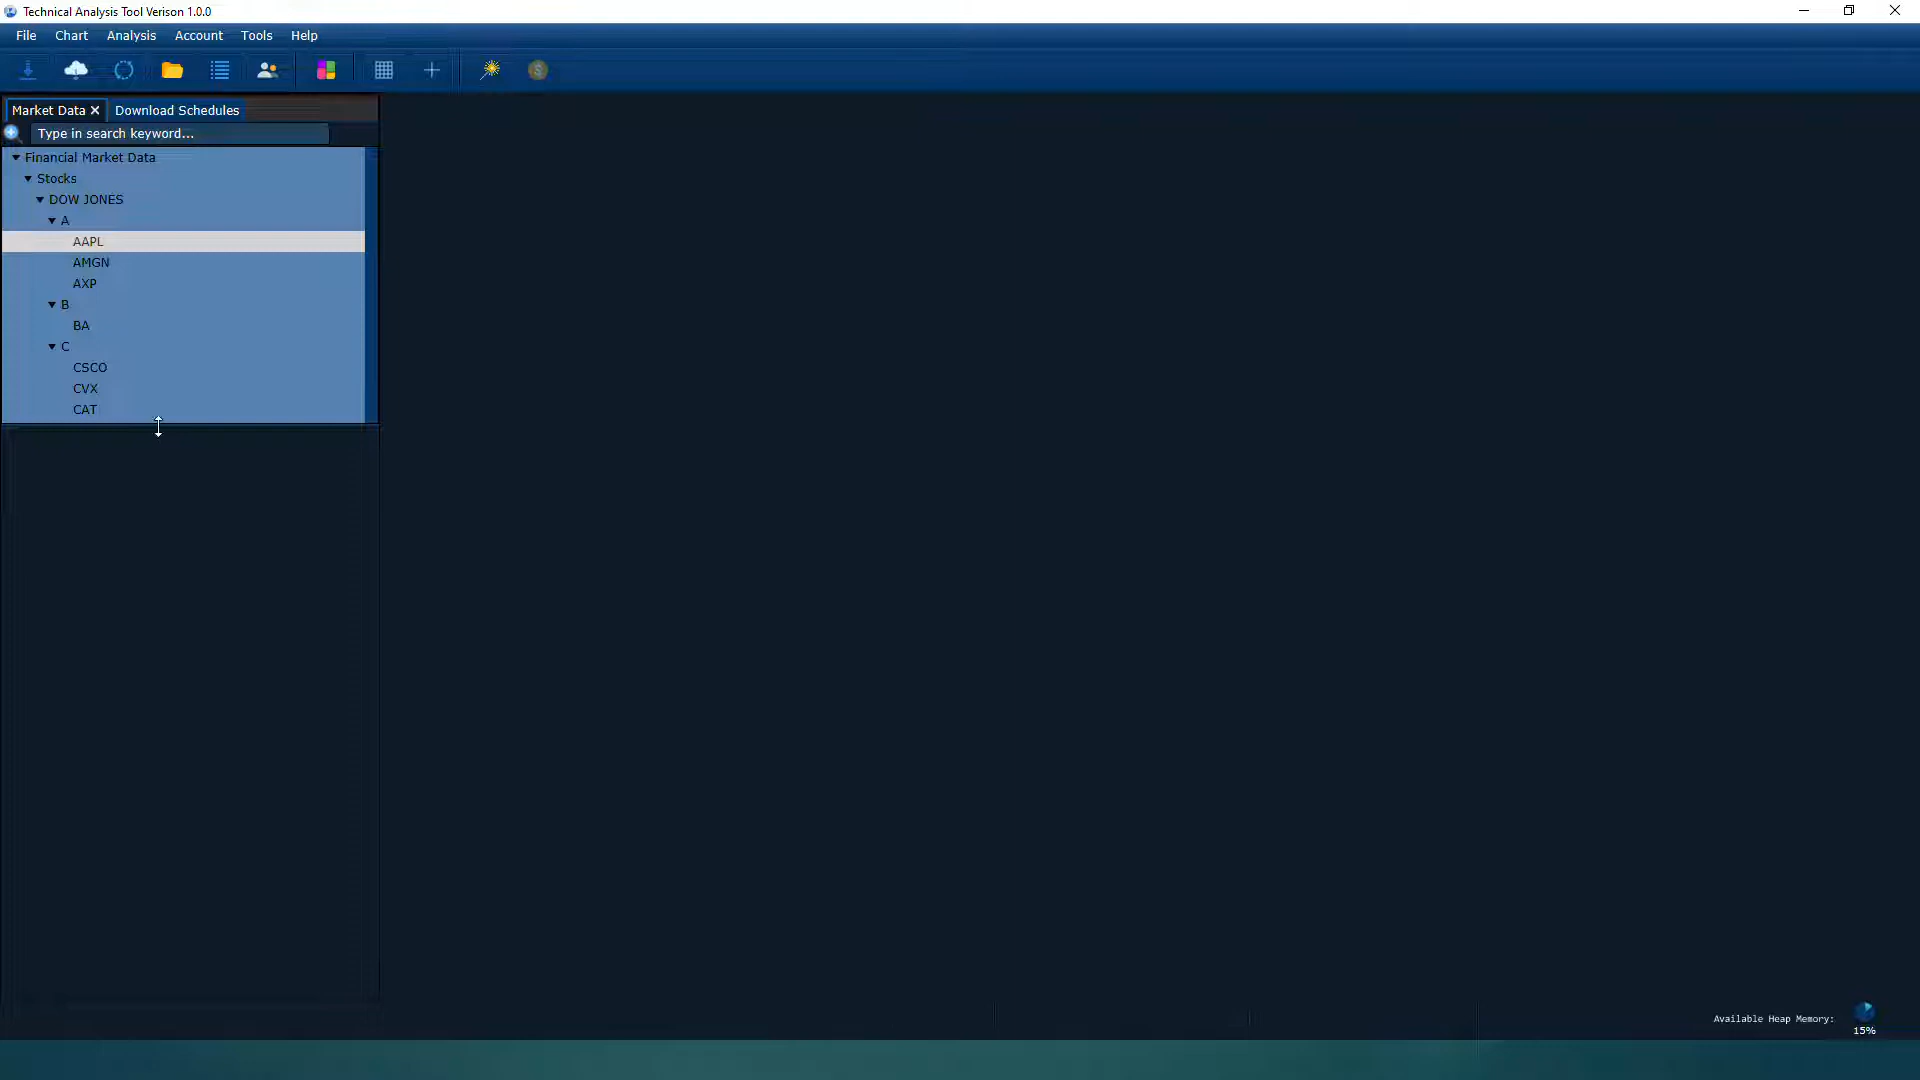 Technical Analysis Tool Verison 1.0.0
File Chart Analysis Account Tools Help
Market Data Download Schedules
Type in search keyword...
Financial Market Data
Stocks
DOW JONES
A
AAPL
AMGN
AXP
B
BA
C
CSCO
CVX
CAT
Available Heap Memory:
15%